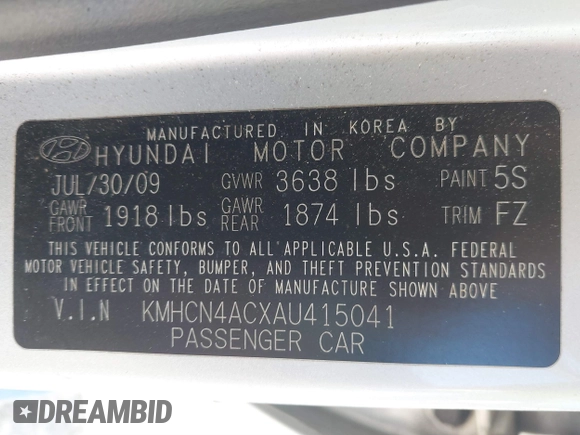 MANUFACTURED IN KOREA BY
HYUNDAI MOTOR COMPANY
JUL/30/09 GVWR 3638 lbs PAINT 5S
GAWR FRONT 1918 lbs GAWR REAR 1874 lbs TRIM FZ
THIS VEHICLE CONFORMS TO ALL APPLICABLE U.S.A. FEDERAL
MOTOR VEHICLE SAFETY, BUMPER, AND THEFT PREVENTION STANDARDS
IN EFFECT ON THE DATE OF MANUFACTURE SHOWN ABOVE.
V.I.N KMHCN4ACXAU415041
PASSENGER CAR
DREAMBID